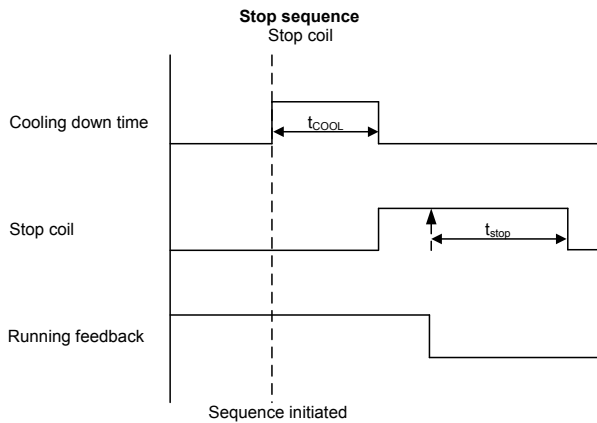 Stop sequence
Stop coil
Cooling down time
tCOOL
Stop coil
tstop
Running feedback
Sequence initiated